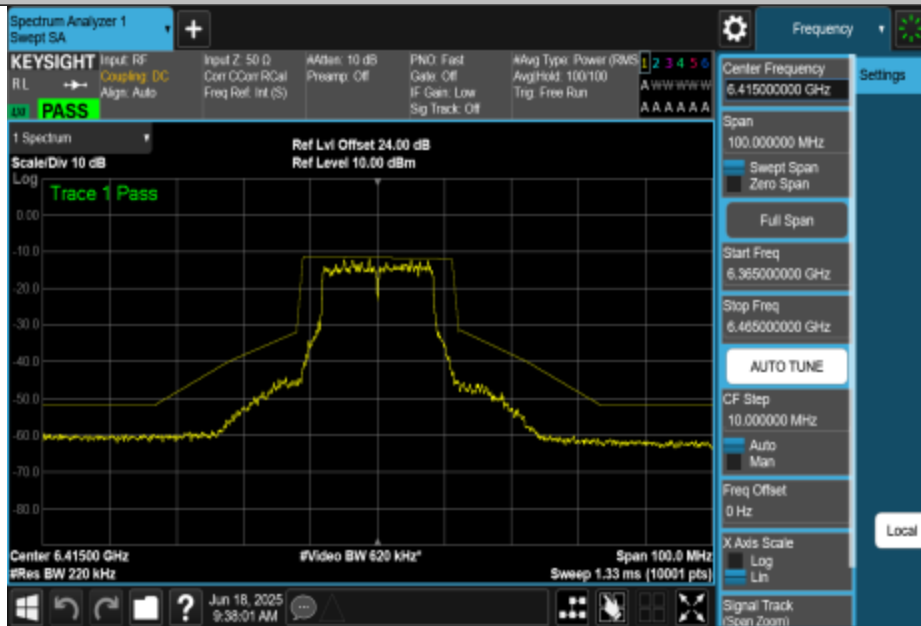 Spectrum Analyzer 1
Swept SA
+
Frequency
KEYSIGHT
Input: RF
Coupling: DC
Align: Auto
Input Z: 50 Ω
Corr CCorr RCal
Freq Ref: Int (S)
#Atten: 10 dB
Preamp: Off
PNO: Fast
Gate: Off
IF Gain: Low
Sig Track: Off
#Avg Type: Power (RMS
Avg|Hold: 100/100
Trig: Free Run
1 2 3 4 5 6
A W W W W W
A A A A A A
RL
LXI
PASS
Center Frequency
6.415000000 GHz
Settings
Span
100.000000 MHz
Swept Span
Zero Span
Full Span
Start Freq
6.365000000 GHz
Stop Freq
6.465000000 GHz
AUTO TUNE
CF Step
10.000000 MHz
Auto
Man
Freq Offset
0 Hz
Local
X Axis Scale
Log
Lin
Signal Track
(Span Zoom)
1 Spectrum
Scale/Div 10 dB
Ref Lvl Offset 24.00 dB
Ref Level 10.00 dBm
Log
Trace 1 Pass
0.00
-10.0
-20.0
-30.0
-40.0
-50.0
-60.0
-70.0
-80.0
Center 6.41500 GHz
#Video BW 620 kHz*
Span 100.0 MHz
#Res BW 220 kHz
Sweep 1.33 ms (10001 pts)
?
Jun 18, 2025
9:38:01 AM